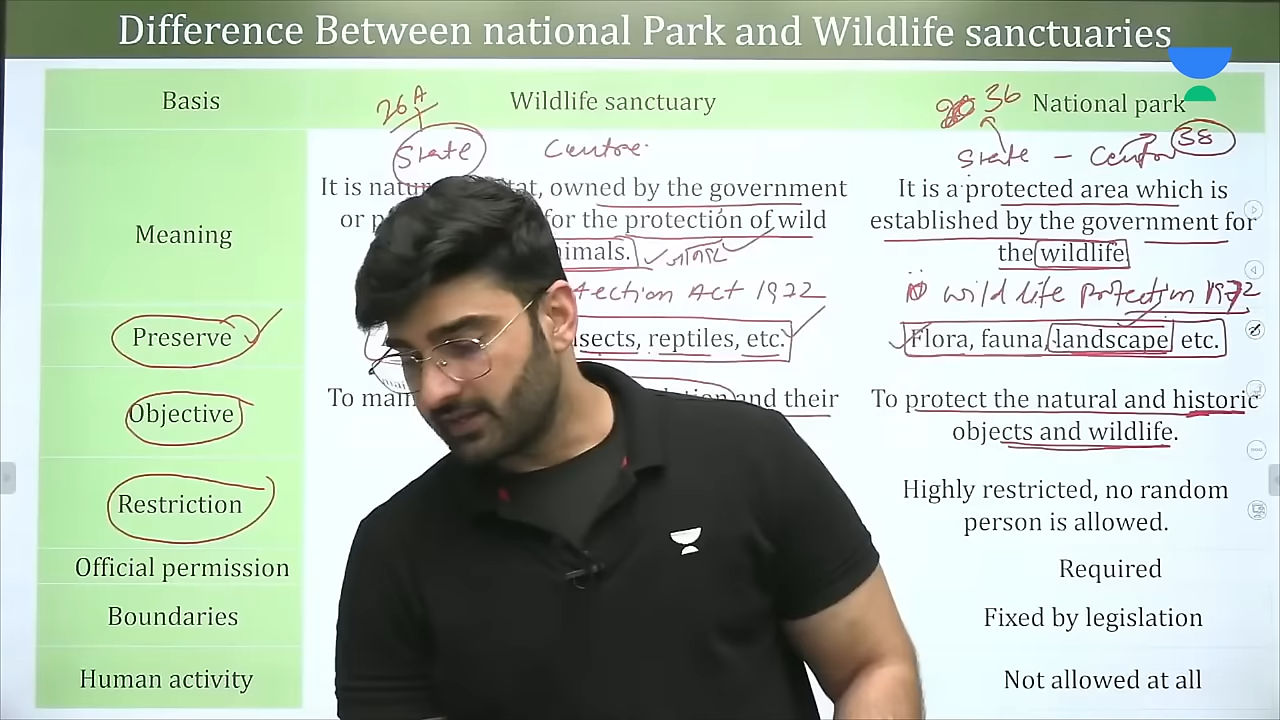 Difference Between national Park and Wildlife sanctuaries
Basis
26 A
Wildlife sanctuary
36
National park
State
Centre
State - Centre
38
Meaning
It is natu tat, owned by the government
or p for the protection of wild
imals.
tection Act 1972
It is a protected area which is
established by the government for
the wildlife
wild life protection 1972
Preserve
sects, reptiles, etc.
Flora, fauna, landscape etc.
Objective
To main and their
To protect the natural and historic
objects and wildlife.
Restriction
Highly restricted, no random
person is allowed.
Official permission
Required
Boundaries
Fixed by legislation
Human activity
Not allowed at all